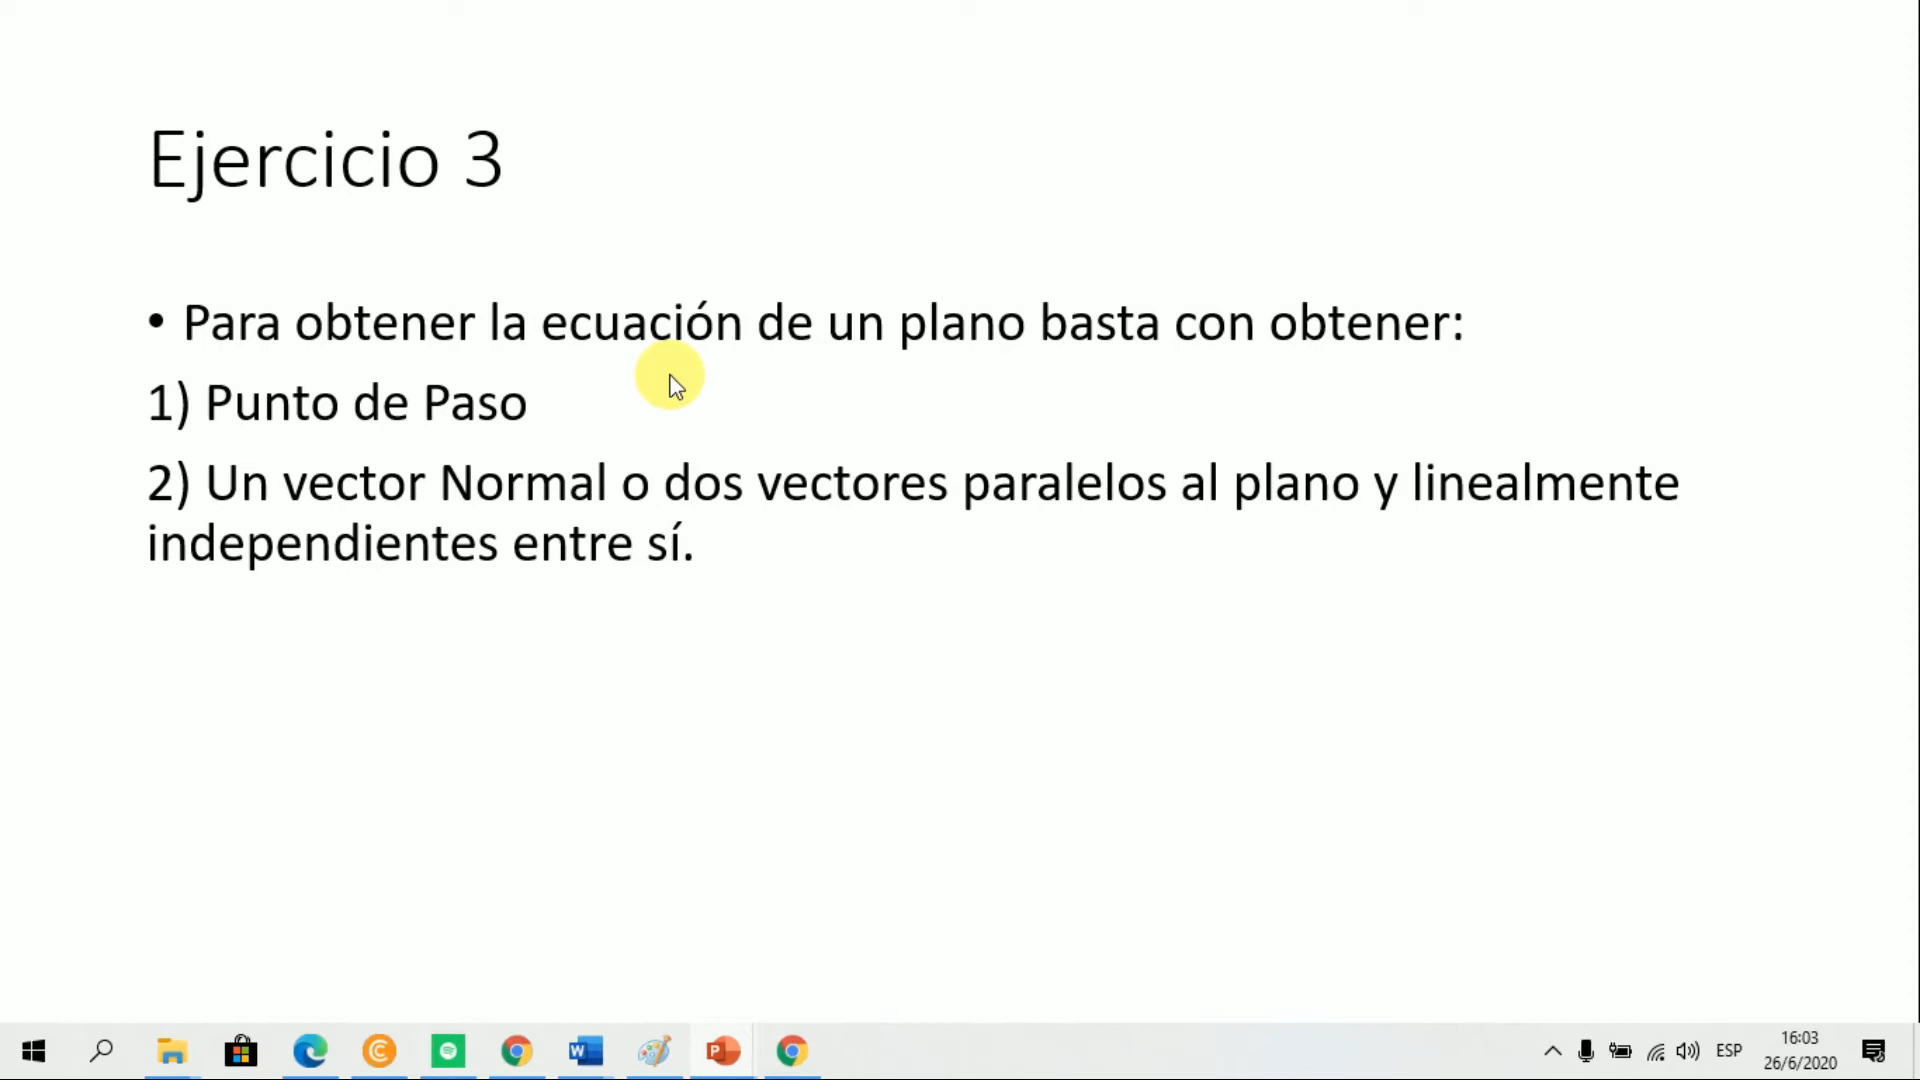 Ejercicio 3
• Para obtener la ecuación de un plano basta con obtener:
1) Punto de Paso
2) Un vector Normal o dos vectores paralelos al plano y linealmente
independientes entre sí.
ESP
16:03
26/6/2020